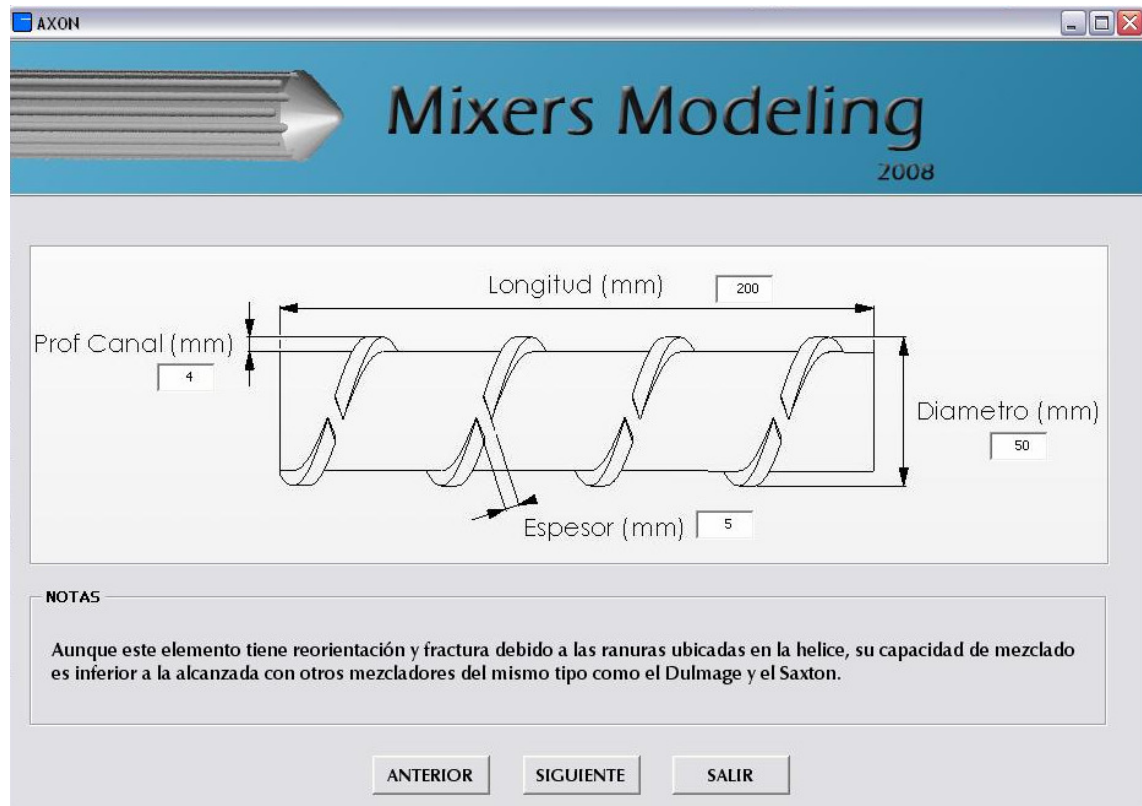 AXON
Mixers Modeling
2008
Longitud (mm) 200
Prof Canal (mm)
4
Diametro (mm)
50
Espesor (mm) 5
NOTAS
Aunque este elemento tiene reorientación y fractura debido a las ranuras ubicadas en la helice, su capacidad de mezclado
es inferior a la alcanzada con otros mezcladores del mismo tipo como el Dulmage y el Saxton.
ANTERIOR SIGUIENTE SALIR